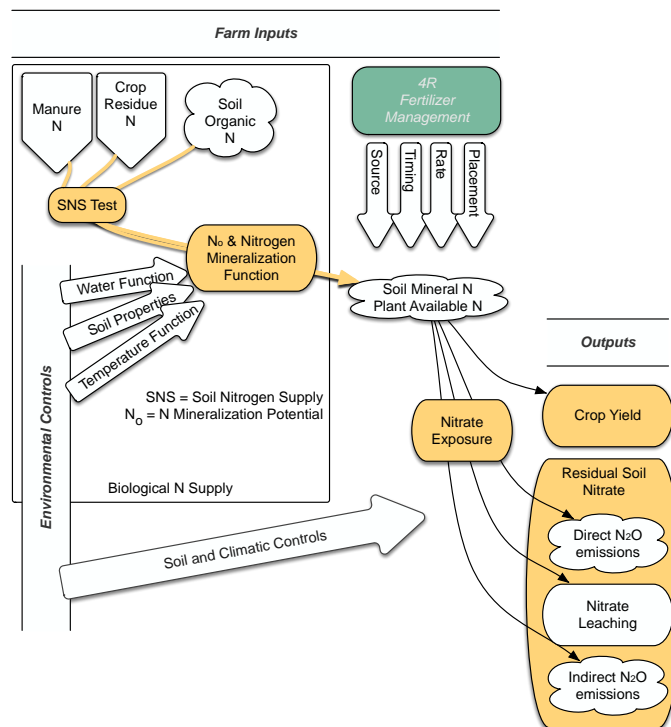 Farm Inputs
Manure
N
Crop
Residue
N
Soil
Organic
N
4R
Fertilizer
Management
Source
Timing
Rate
Placement
SNS Test
No & Nitrogen
Mineralization
Function
Water Function
Soil Properties
Temperature Function
Soil Mineral N
Plant Available N
Outputs
SNS = Soil Nitrogen Supply
No = N Mineralization Potential
Nitrate
Exposure
Crop Yield
Environmental Controls
Biological N Supply
Residual Soil
Nitrate
Soil and Climatic Controls
Direct N2O
emissions
Nitrate
Leaching
Indirect N2O
emissions